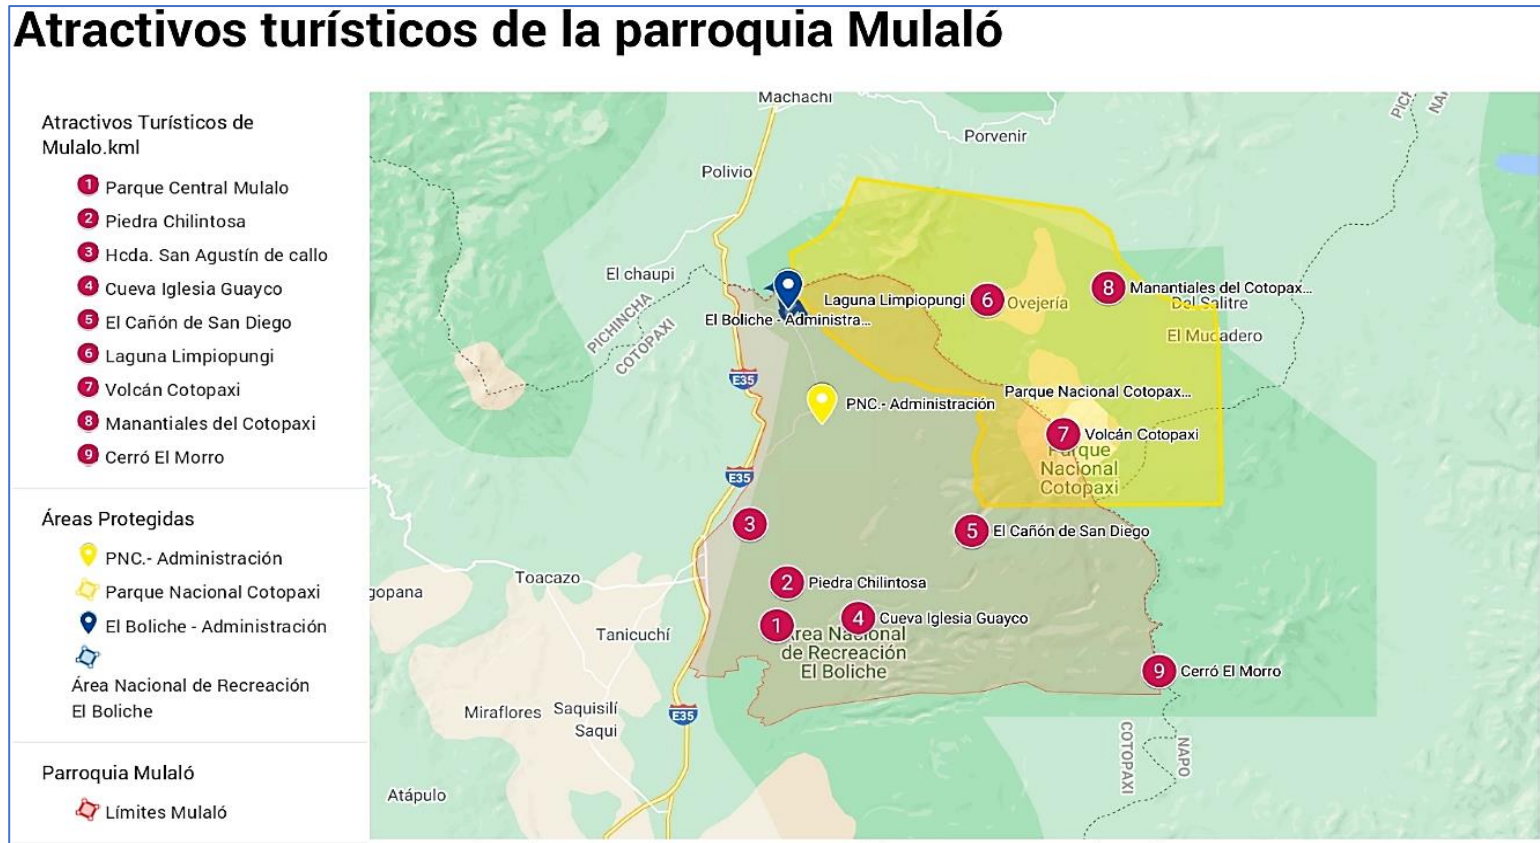 Atractivos turísticos de la parroquia Mulaló
Atractivos Turísticos de
Mulalo.kml
1 Parque Central Mulalo
2 Piedra Chilintosa
3 Hcda. San Agustín de callo
4 Cueva Iglesia Guayco
5 El Cañón de San Diego
6 Laguna Limpiopungi
7 Volcán Cotopaxi
8 Manantiales del Cotopaxi
9 Cerró El Morro
Áreas Protegidas
PNC.- Administración
Parque Nacional Cotopaxi
El Boliche - Administración
Área Nacional de Recreación
El Boliche
Parroquia Mulaló
Límites Mulaló
Machachi
Porvenir
Polivio
El chaupi
PICHINCHA
COTOPAXI
El Boliche - Administra...
Laguna Limpiopungi
6
Ovejería
8
Manantiales del Cotopax...
Del Salitre
El Mudadero
E35
PNC.- Administración
Parque Nacional Cotopax...
7
Volcán Cotopaxi
Parque
Nacional
Cotopaxi
E35
3
5
El Cañón de San Diego
Toacazo
gopana
2
Piedra Chilintosa
1
4
Cueva Iglesia Guayco
Tanicuchí
Área Nacional
de Recreación
El Boliche
9
Cerró El Morro
Miraflores
Saquisilí
Saqui
E35
COTOPAXI
NAPO
Atápulo